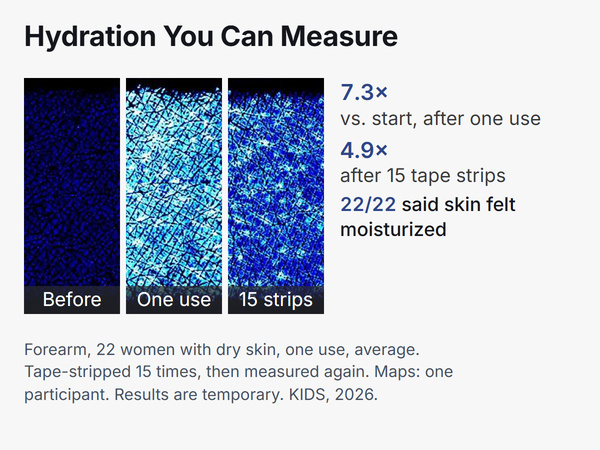 Hydration You Can Measure
Before
One use
15 strips
7.3×
vs. start, after one use
4.9×
after 15 tape strips
22/22 said skin felt
moisturized
Forearm, 22 women with dry skin, one use, average.
Tape-stripped 15 times, then measured again. Maps: one
participant. Results are temporary. KIDS, 2026.